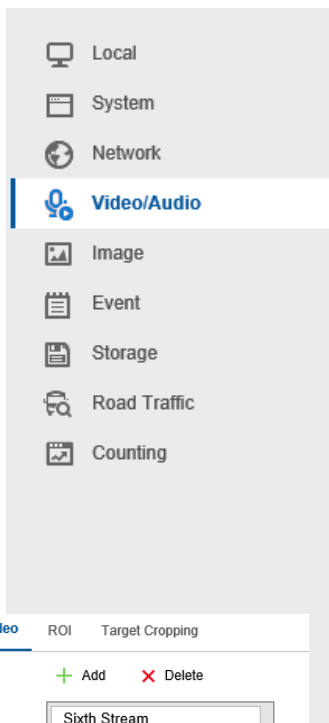 Local
System
Network
Video/Audio
Image
Event
Storage
Road Traffic
Counting
ROI Target Cropping
Add Delete
Sixth Stream